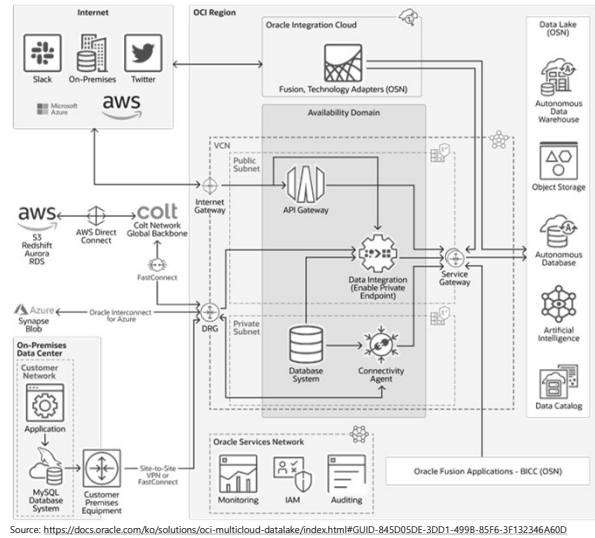 Internet
Slack
On-Premises
Twitter
Microsoft
Azure
aws
OCI Region
Oracle Integration Cloud
Fusion, Technology Adapters (OSN)
Data Lake
(OSN)
Autonomous
Data
Warehouse
Object Storage
Autonomous
Database
Artificial
Intelligence
Data Catalog
Availability Domain
VCN
Public
Subnet
Internet
Gateway
API Gateway
Data Integration
(Enable Private
Endpoint)
Service
Gateway
aws
S3
Redshift
Aurora
RDS
AWS Direct
Connect
colt
Colt Network
Global Backbone
FastConnect
Azure
Synapse
Blob
Oracle Interconnect
for Azure
DRG
Private
Subnet
Database
System
Connectivity
Agent
On-Premises
Data Center
Customer
Network
Application
MySQL
Database
System
Customer
Premises
Equipment
Site-to-Site
VPN or
FastConnect
Oracle Services Network
Monitoring
IAM
Auditing
Oracle Fusion Applications - BICC (OSN)
Source: https://docs.oracle.com/ko/solutions/oci-multicloud-datalake/index.html#GUID-845D05DE-3DD1-499B-85F6-3F132346A60D